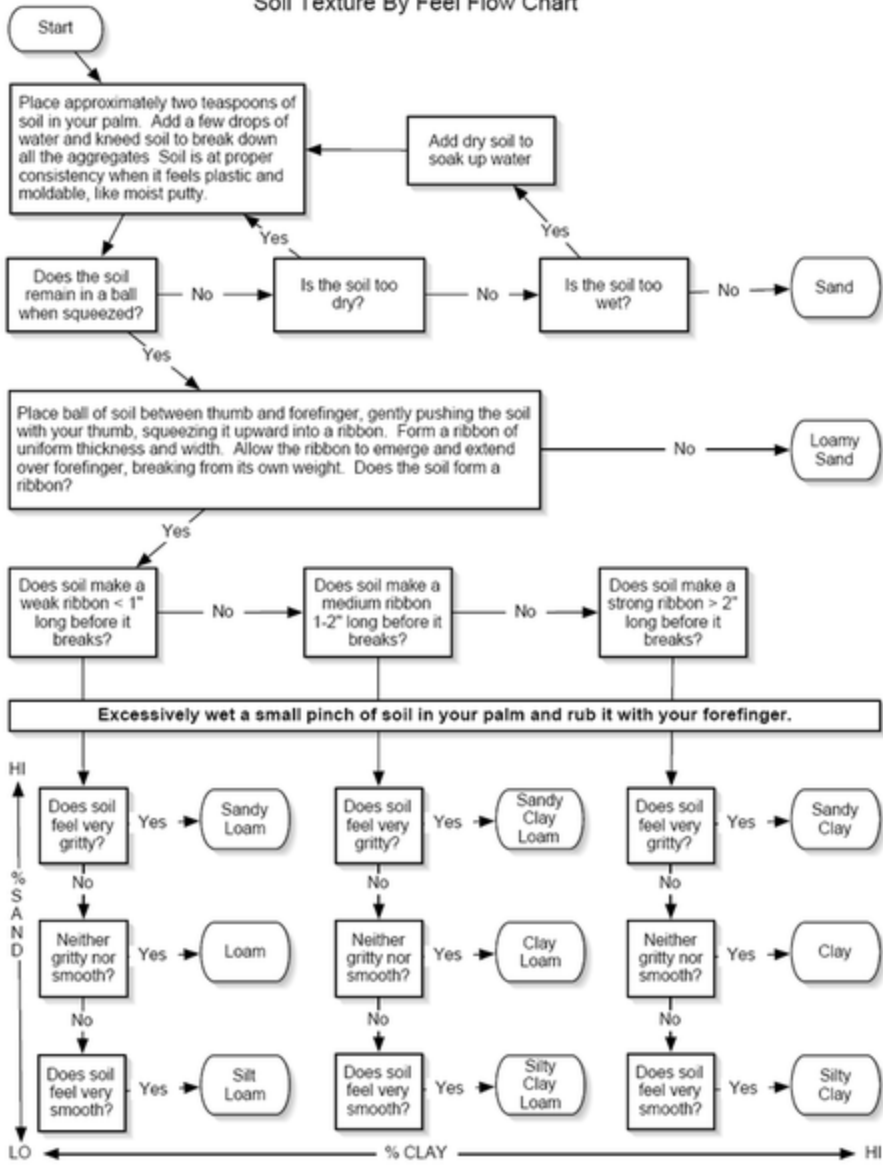 Soil Texture By Feel Flow Chart
Start
Place approximately two teaspoons of
soil in your palm. Add a few drops of
water and kneed soil to break down
all the aggregates Soil is at proper
consistency when it feels plastic and
moldable, like moist putty.
Add dry soil to
soak up water
Yes
Yes
Does the soil
remain in a ball
when squeezed?
No
Is the soil too
dry?
No
Is the soil too
wet?
No
Sand
Yes
Place ball of soil between thumb and forefinger, gently pushing the soil
with your thumb, squeezing it upward into a ribbon. Form a ribbon of
uniform thickness and width. Allow the ribbon to emerge and extend
over forefinger, breaking from its own weight. Does the soil form a
ribbon?
No
Loamy
Sand
Yes
Does soil make a
weak ribbon < 1"
long before it
breaks?
No
Does soil make a
medium ribbon
1-2" long before it
breaks?
No
Does soil make a
strong ribbon > 2"
long before it
breaks?
Excessively wet a small pinch of soil in your palm and rub it with your forefinger.
HI
Does soil
feel very
gritty?
Yes
Sandy
Loam
Does soil
feel very
gritty?
Yes
Sandy
Clay
Loam
Does soil
feel very
gritty?
Yes
Sandy
Clay
%
S
A
N
D
No
No
No
Neither
gritty nor
smooth?
Yes
Loam
Neither
gritty nor
smooth?
Yes
Clay
Loam
Neither
gritty nor
smooth?
Yes
Clay
No
No
No
Does soil
feel very
smooth?
Yes
Silt
Loam
Does soil
feel very
smooth?
Yes
Silty
Clay
Loam
Does soil
feel very
smooth?
Yes
Silty
Clay
LO
% CLAY
HI